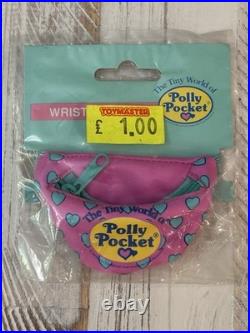 The Tiny World of
Polly
Pocket
WRIST
TOYMASTER
£ 1.00
The Tiny World of
Polly
Pocket®